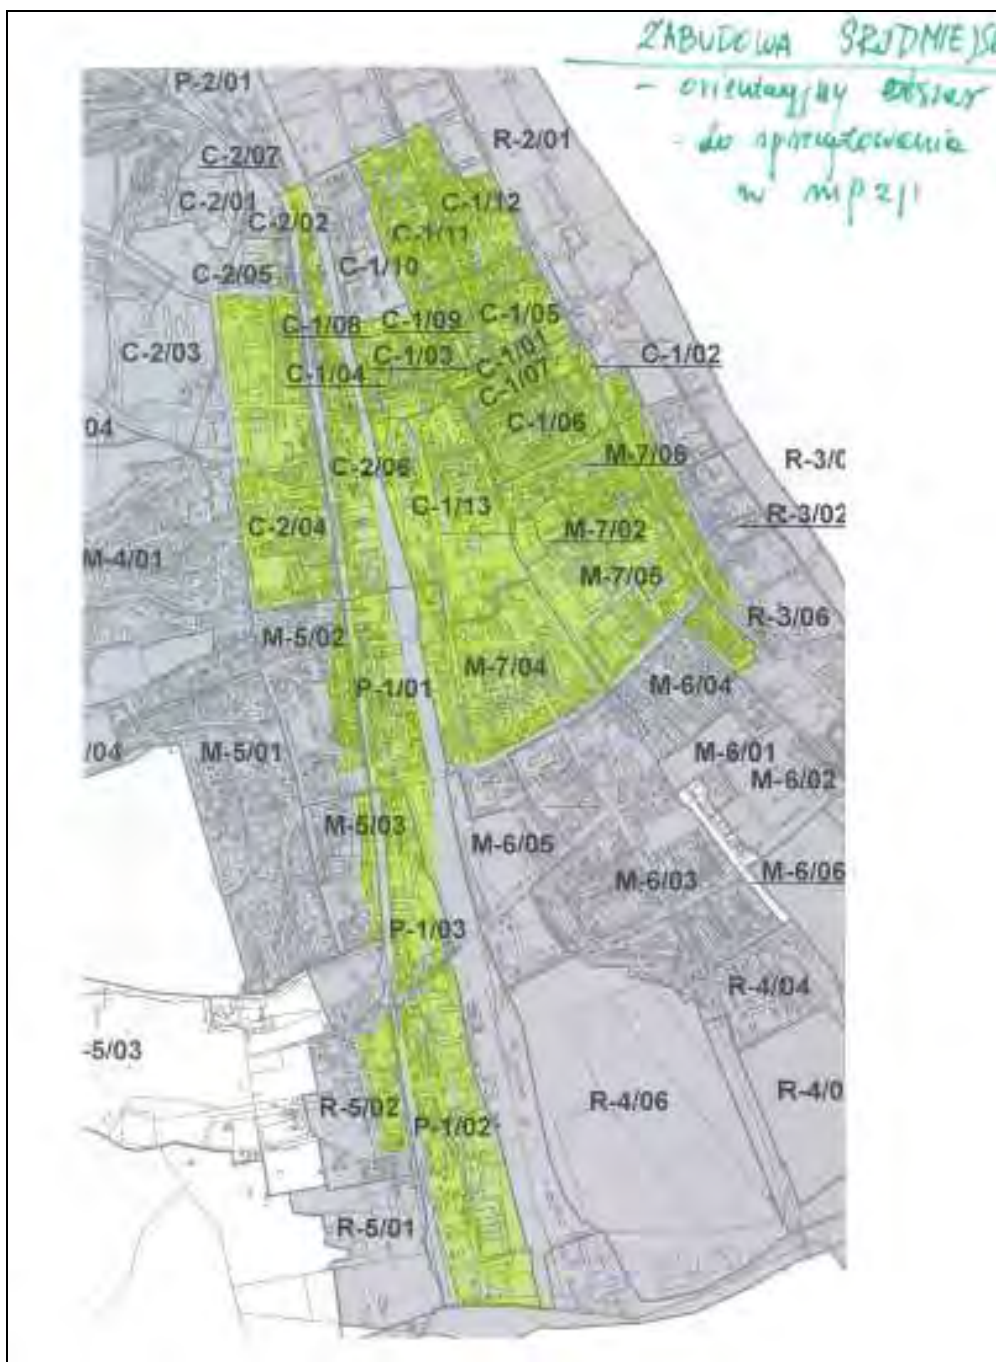 ZABUDOWA ŚRÓDMIEJSK
- orientacyjny obszar
- do sprecyzowania
w mpzp
P-2/01
R-2/01
C-2/07
C-2/01
C-1/12
C-2/02
C-1/11
C-1/10
C-2/05
C-1/08
C-1/09
C-1/05
C-2/03
C-1/03
C-1/01
C-1/02
C-1/04
C-1/07
C-1/06
04
M-7/06
R-3/0
C-2/06
C-1/13
R-3/02
C-2/04
M-7/02
M-4/01
M-7/05
R-3/06
M-5/02
M-7/04
P-1/01
M-6/04
/04
M-5/01
M-6/01
M-6/02
M-5/03
M-6/05
M-6/03
M-6/06
P-1/03
R-4/04
-5/03
R-4/06
R-4/0
R-5/02
P-1/02
R-5/01